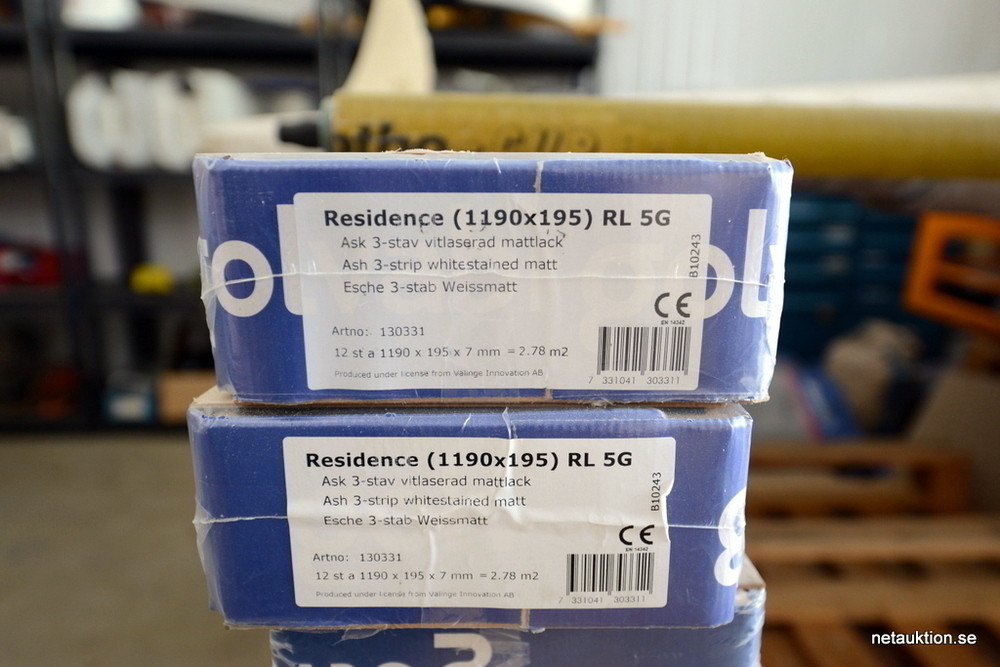 Residence (1190x195) RL 5G
Ask 3-stav vitlaserad mattlack
Ash 3-strip whitestained matt
Esche 3-stab Weissmatt
B10243
CE
EN 14342
Artno: 130331
12 st a 1190 x 195 x 7 mm = 2.78 m2
Produced under license from Välinge Innovation AB
7 331041 303311
Residence (1190x195) RL 5G
Ask 3-stav vitlaserad mattlack
Ash 3-strip whitestained matt
Esche 3-stab Weissmatt
B10243
CE
EN 14342
Artno: 130331
12 st a 1190 x 195 x 7 mm = 2.78 m2
Produced under license from Välinge Innovation AB
7 331041 303311
netauktion.se